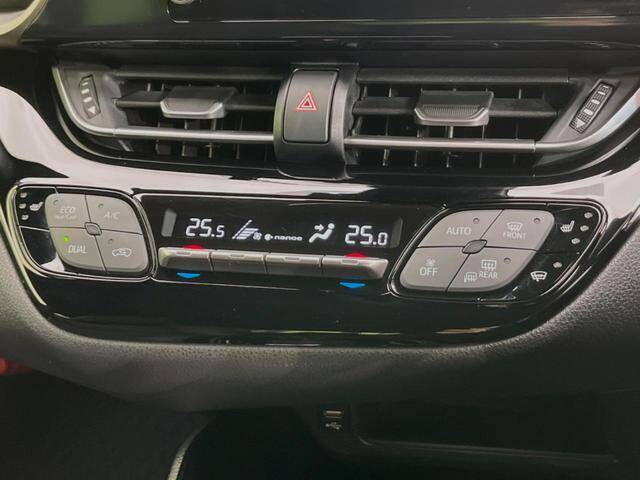 ECO
A/C
DUAL
25.5
nanoe
25.0
AUTO
FRONT
OFF
REAR